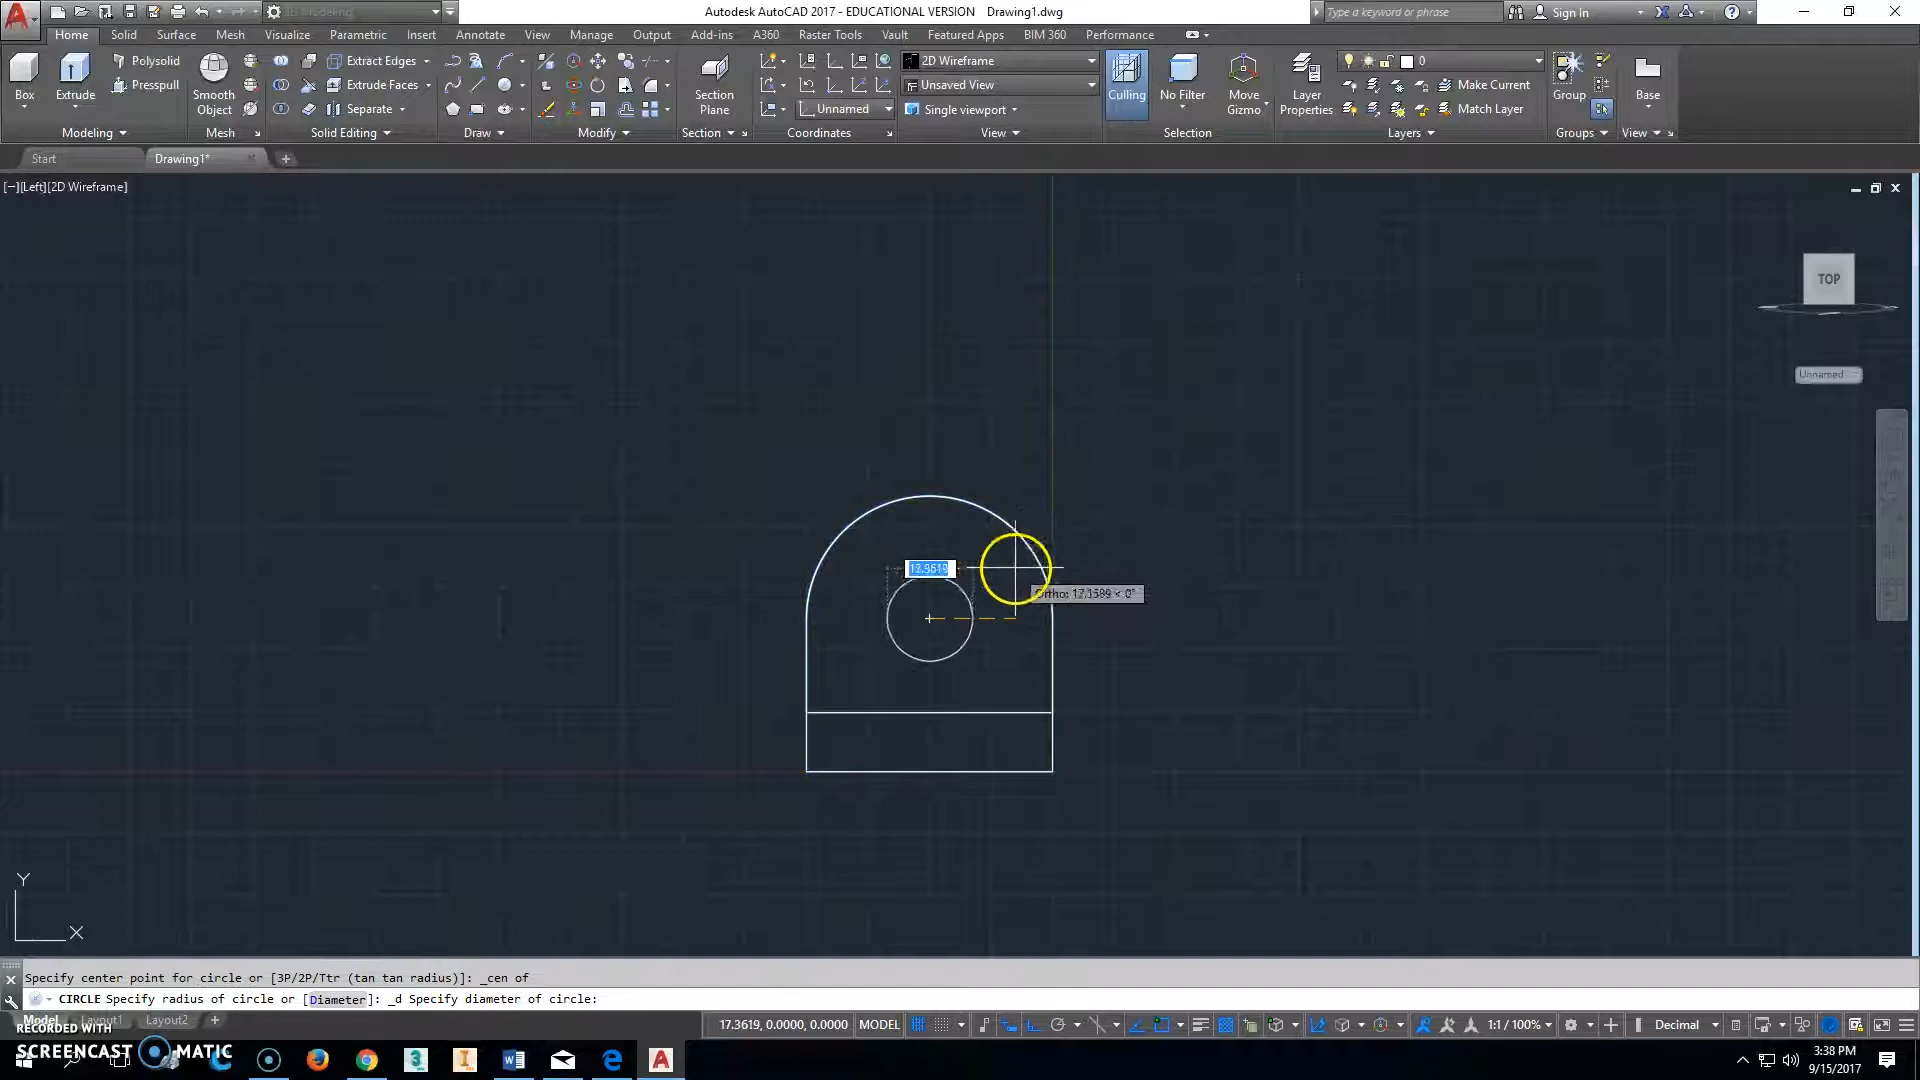 Autodesk AutoCAD 2017 - EDUCATIONAL VERSION Drawing1.dwg
Type a keyword or phrase
Sign In
3D Modeling
Home Solid Surface Mesh Visualize Parametric Insert Annotate View Manage Output Add-ins A360 Raster Tools Vault Featured Apps BIM 360 Performance
Box
Extrude
Polysolid
Presspull
Smooth Object
Extract Edges
Extrude Faces
Separate
Section Plane
Unnamed
2D Wireframe
Unsaved View
Single viewport
Culling
No Filter
Move Gizmo
Layer Properties
0
Make Current
Match Layer
Group
Base
Modeling Mesh Solid Editing Draw Modify Section Coordinates View Selection Layers Groups View
Start Drawing1*
[−][Left][2D Wireframe]
TOP
Unnamed
17.3619
Ortho: 17.1599 < 0°
Y
X
Specify center point for circle or [3P/2P/Ttr (tan tan radius)]: _cen of
CIRCLE Specify radius of circle or [Diameter]: _d Specify diameter of circle:
Model Layout1 Layout2
17.3619, 0.0000, 0.0000 MODEL
1:1 / 100%
Decimal
RECORDED WITH
SCREENCAST MATIC
3:38 PM
9/15/2017